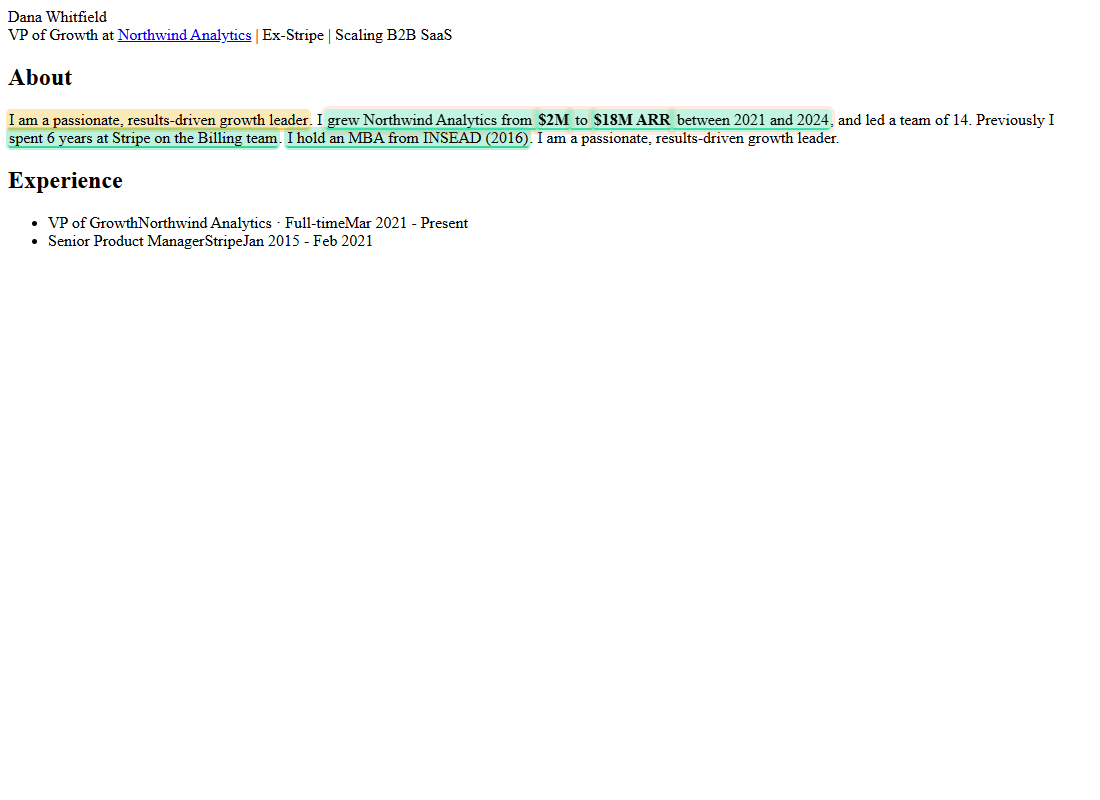 Dana Whitfield
VP of Growth at Northwind Analytics | Ex-Stripe | Scaling B2B SaaS
About
I am a passionate, results-driven growth leader. I grew Northwind Analytics from $2M to $18M ARR between 2021 and 2024, and led a team of 14. Previously I
spent 6 years at Stripe on the Billing team. I hold an MBA from INSEAD (2016). I am a passionate, results-driven growth leader.
Experience
• VP of GrowthNorthwind Analytics · Full-timeMar 2021 - Present
• Senior Product ManagerStripeJan 2015 - Feb 2021